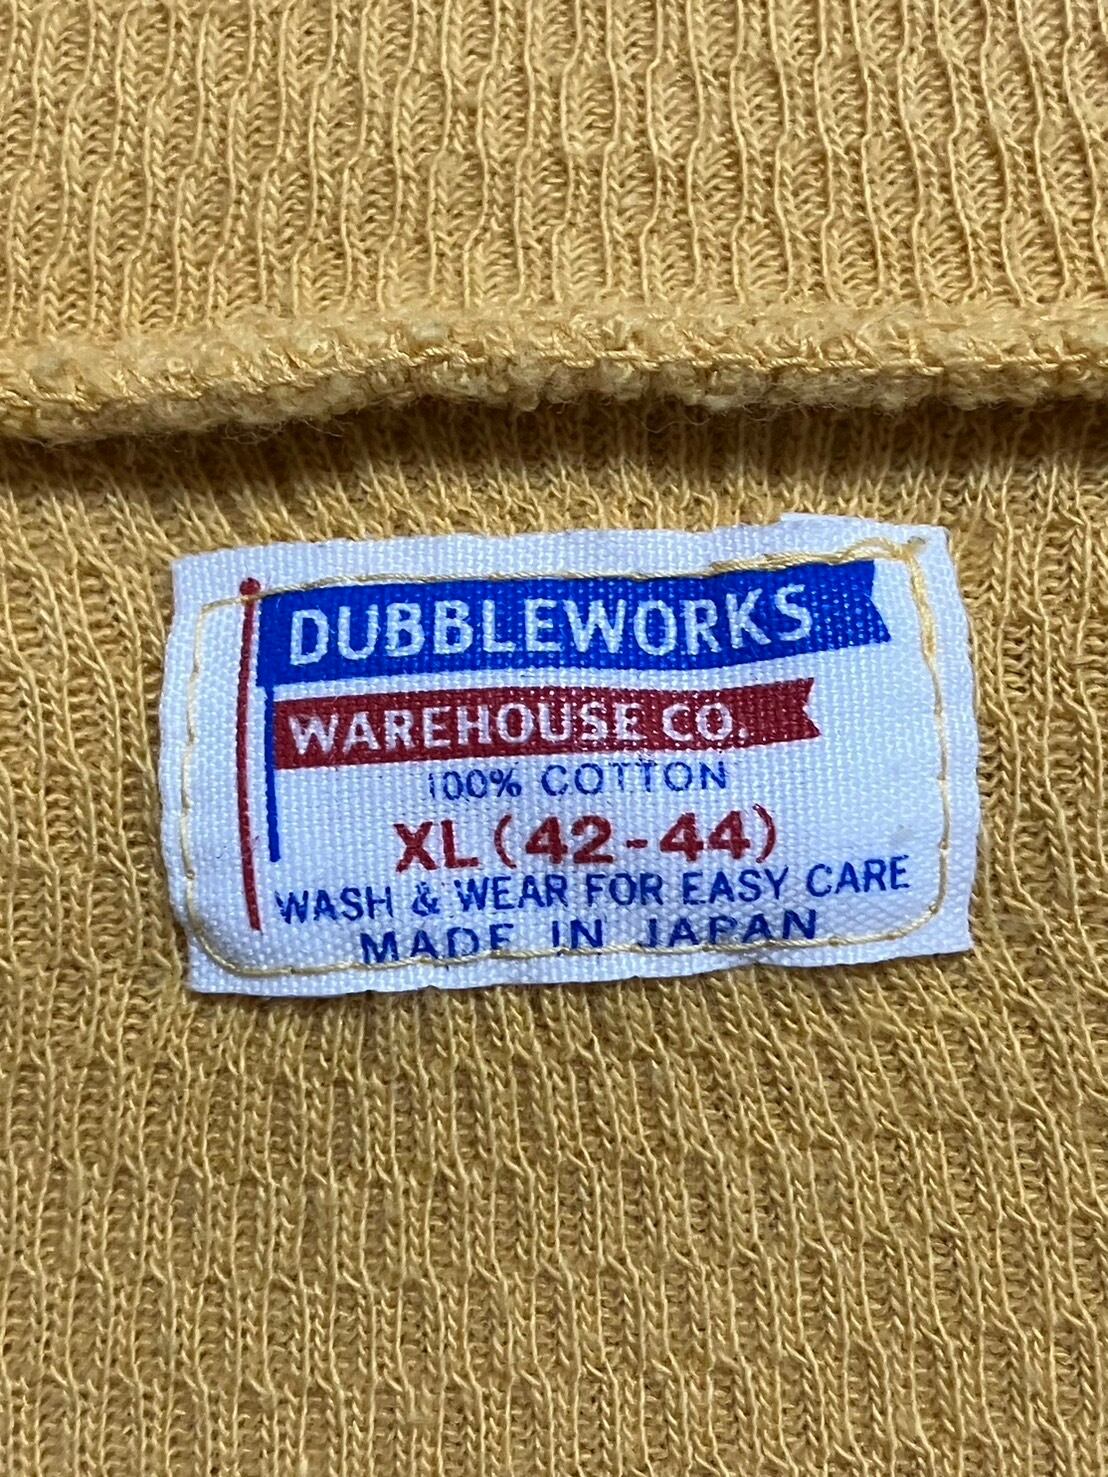 DUBBLEWORKS
WAREHOUSE CO.
100% COTTON
XL (42-44)
WASH & WEAR FOR EASY CARE
MADE IN JAPAN